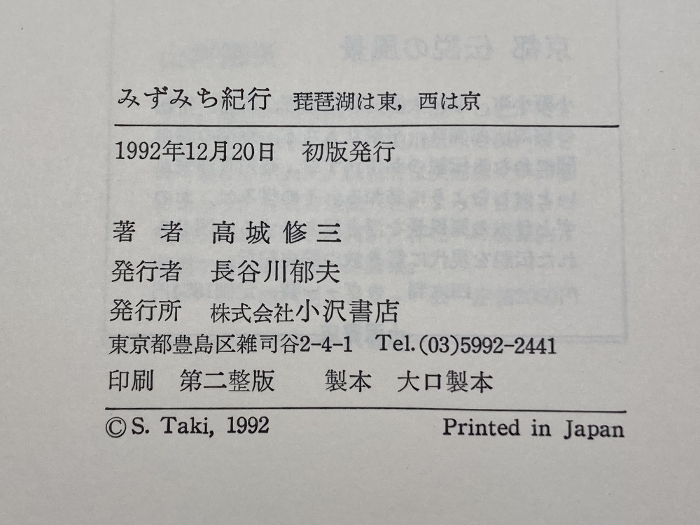 みずみち紀行　琵琶湖は東，西は京
1992年12月20日　初版発行
著　者　高城修三
発行者　長谷川郁夫
発行所　株式会社小沢書店
東京都豊島区雑司谷2-4-1　Tel.(03)5992-2441
印刷　第二整版　　製本　大口製本
©S. Taki, 1992　Printed in Japan